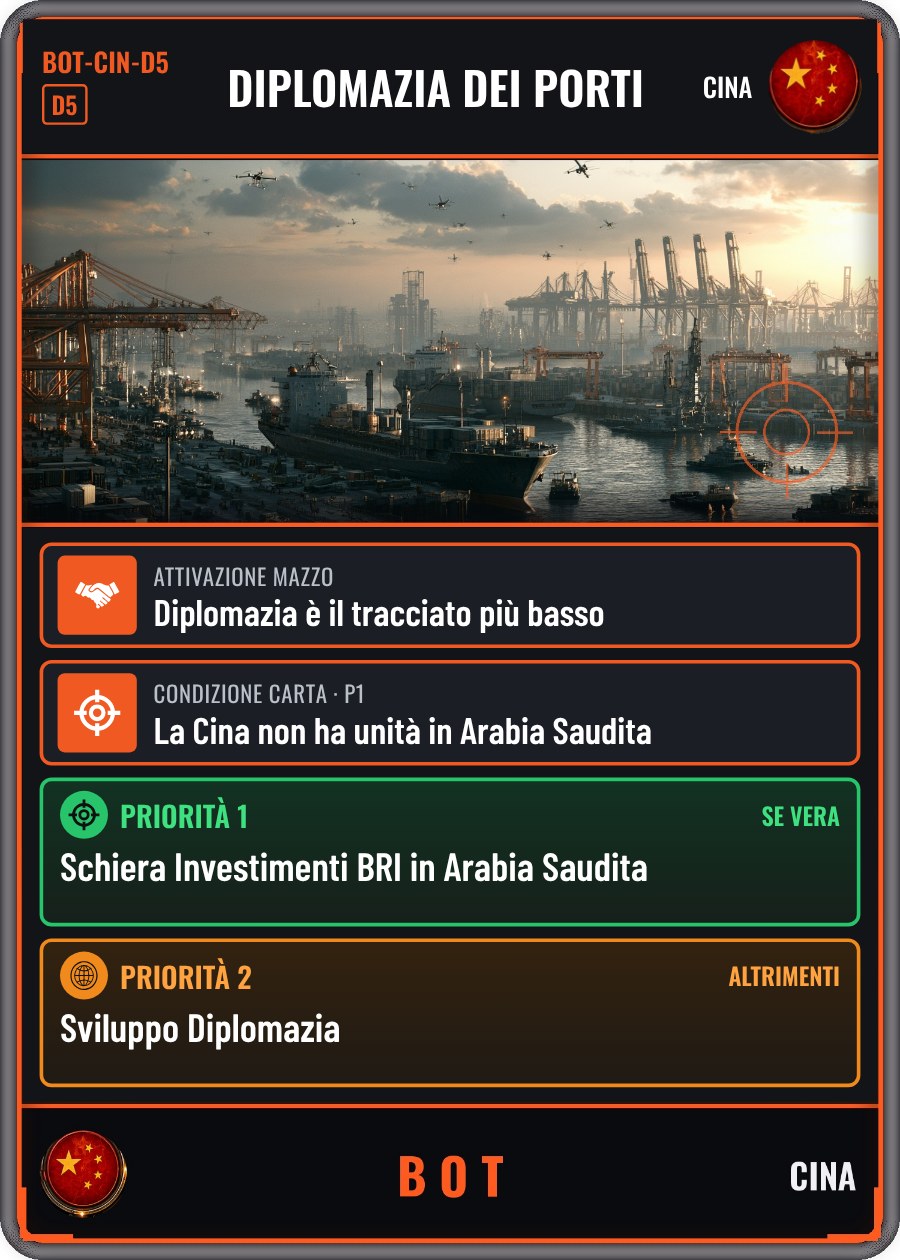 BOT-CIN-D5
D5
DIPLOMAZIA DEI PORTI
CINA
ATTIVAZIONE MAZZO
Diplomazia è il tracciato più basso
CONDIZIONE CARTA · P1
La Cina non ha unità in Arabia Saudita
PRIORITÀ 1
SE VERA
Schiera Investimenti BRI in Arabia Saudita
PRIORITÀ 2
ALTRIMENTI
Sviluppo Diplomazia
BOT
CINA